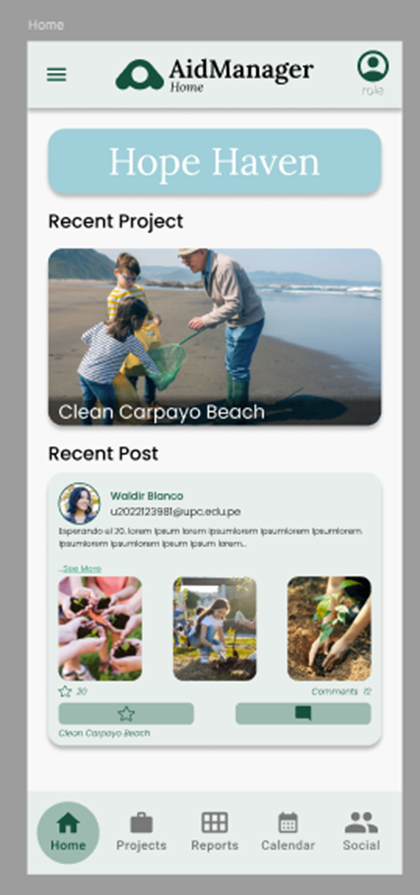 Home
AidManager
Home
role
Hope Haven
Recent Project
Clean Carpayo Beach
Recent Post
Waldir Blanco
u2022123981@upc.edu.pe
Esperando el 20. lorem Ipsum lorem Ipsumlorem Ipsumlorem Ipsumlorem
Ipsumlorem Ipsumlorem Ipsum Ipsum lorem...
...See More
20
Comments 12
Clean Carpayo Beach
Home
Projects
Reports
Calendar
Social